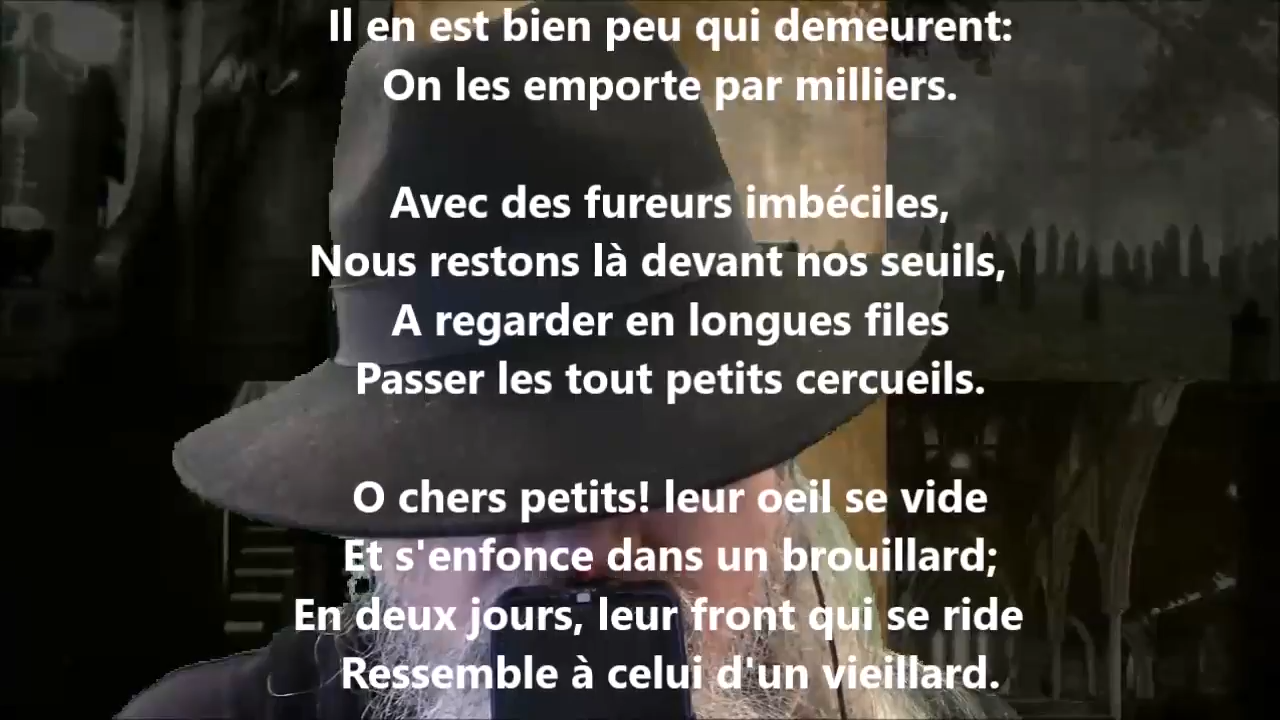 Il en est bien peu qui demeurent:
On les emporte par milliers.
Avec des fureurs imbéciles,
Nous restons là devant nos seuils,
A regarder en longues files
Passer les tout petits cercueils.
O chers petits! leur oeil se vide
Et s'enfonce dans un brouillard;
En deux jours, leur front qui se ride
Ressemble à celui d'un vieillard.